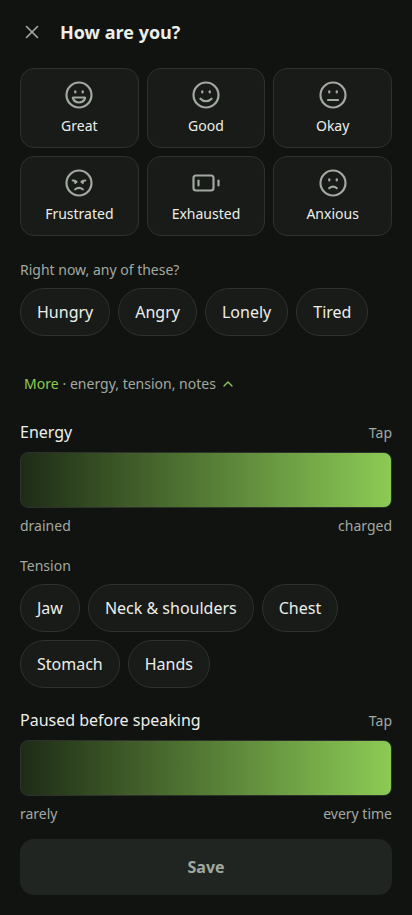 How are you?
Great
Good
Okay
Frustrated
Exhausted
Anxious
Right now, any of these?
Hungry
Angry
Lonely
Tired
More · energy, tension, notes
Energy
Tap
drained
charged
Tension
Jaw
Neck & shoulders
Chest
Stomach
Hands
Paused before speaking
Tap
rarely
every time
Save